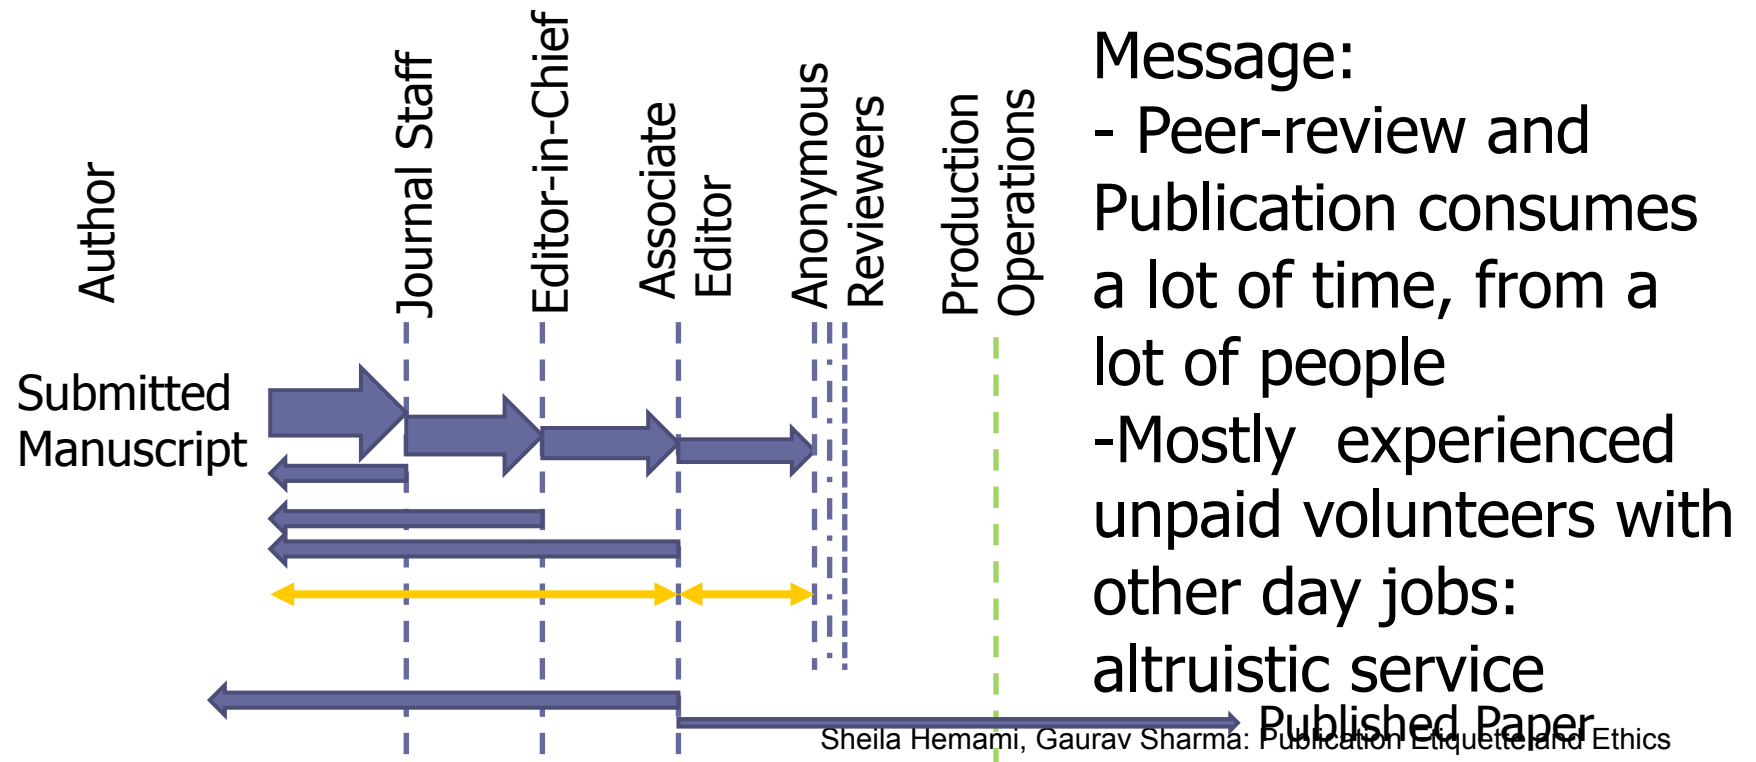 Author
Journal Staff
Editor-in-Chief
Associate
Editor
Anonymous
Reviewers
Production
Operations
Submitted
Manuscript
Message:
- Peer-review and
Publication consumes
a lot of time, from a
lot of people
-Mostly  experienced
unpaid volunteers with
other day jobs:
altruistic service
Published Paper
Sheila Hemami, Gaurav Sharma: Publication Etiquette and Ethics